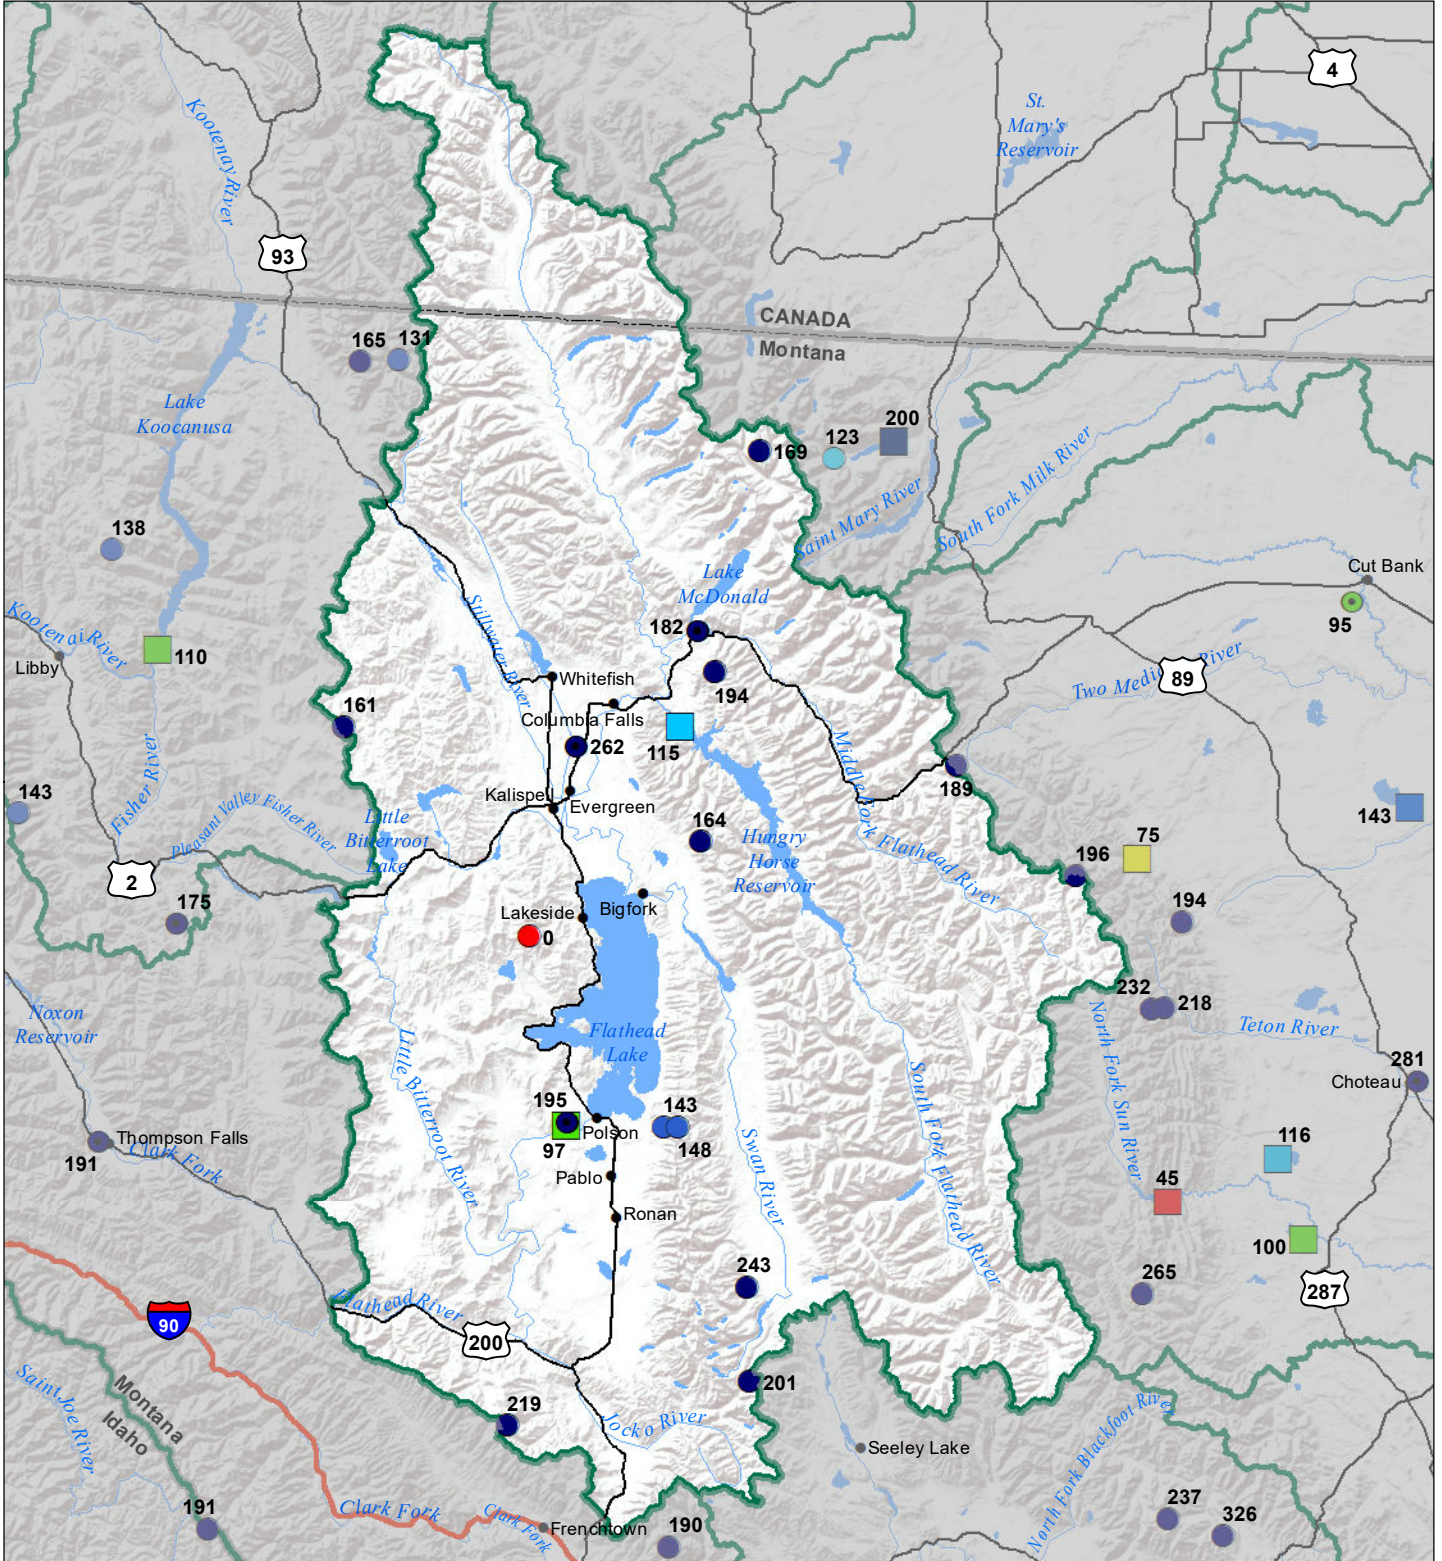 4
St.
Mary's
Reservoir
Kootenay River
93
CANADA
Montana
165
131
Lake
Koocanusa
200
123
169
Saint Mary River
South Fork Milk River
138
Cut Bank
95
Lake
McDonald
182
Kootenai River
Libby
110
Stillwater River
Whitefish
194
Two Medicine River
89
161
Columbia Falls
262
115
Middle Fork Flathead River
189
143
Fisher River
Pleasant Valley Fisher River
Kalispell
Evergreen
Little
Bitterroot
Lake
164
Hungry
Horse
Reservoir
75
143
196
2
175
Lakeside
Bigfork
0
194
232
218
Noxon
Reservoir
Flathead
Lake
North Fork Sun River
Teton River
281
Choteau
Little Bitterroot River
South Fork Flathead River
195
97
Polson
143
148
Thompson Falls
191
Clark Fork
Swan River
116
Pablo
45
Ronan
100
243
265
287
90
Flathead River
200
201
Saint Joe River
Montana
Idaho
219
Jocko River
Seeley Lake
North Fork Blackfoot River
191
Clark Fork
Clark Fork
Frenchtown
190
237
326